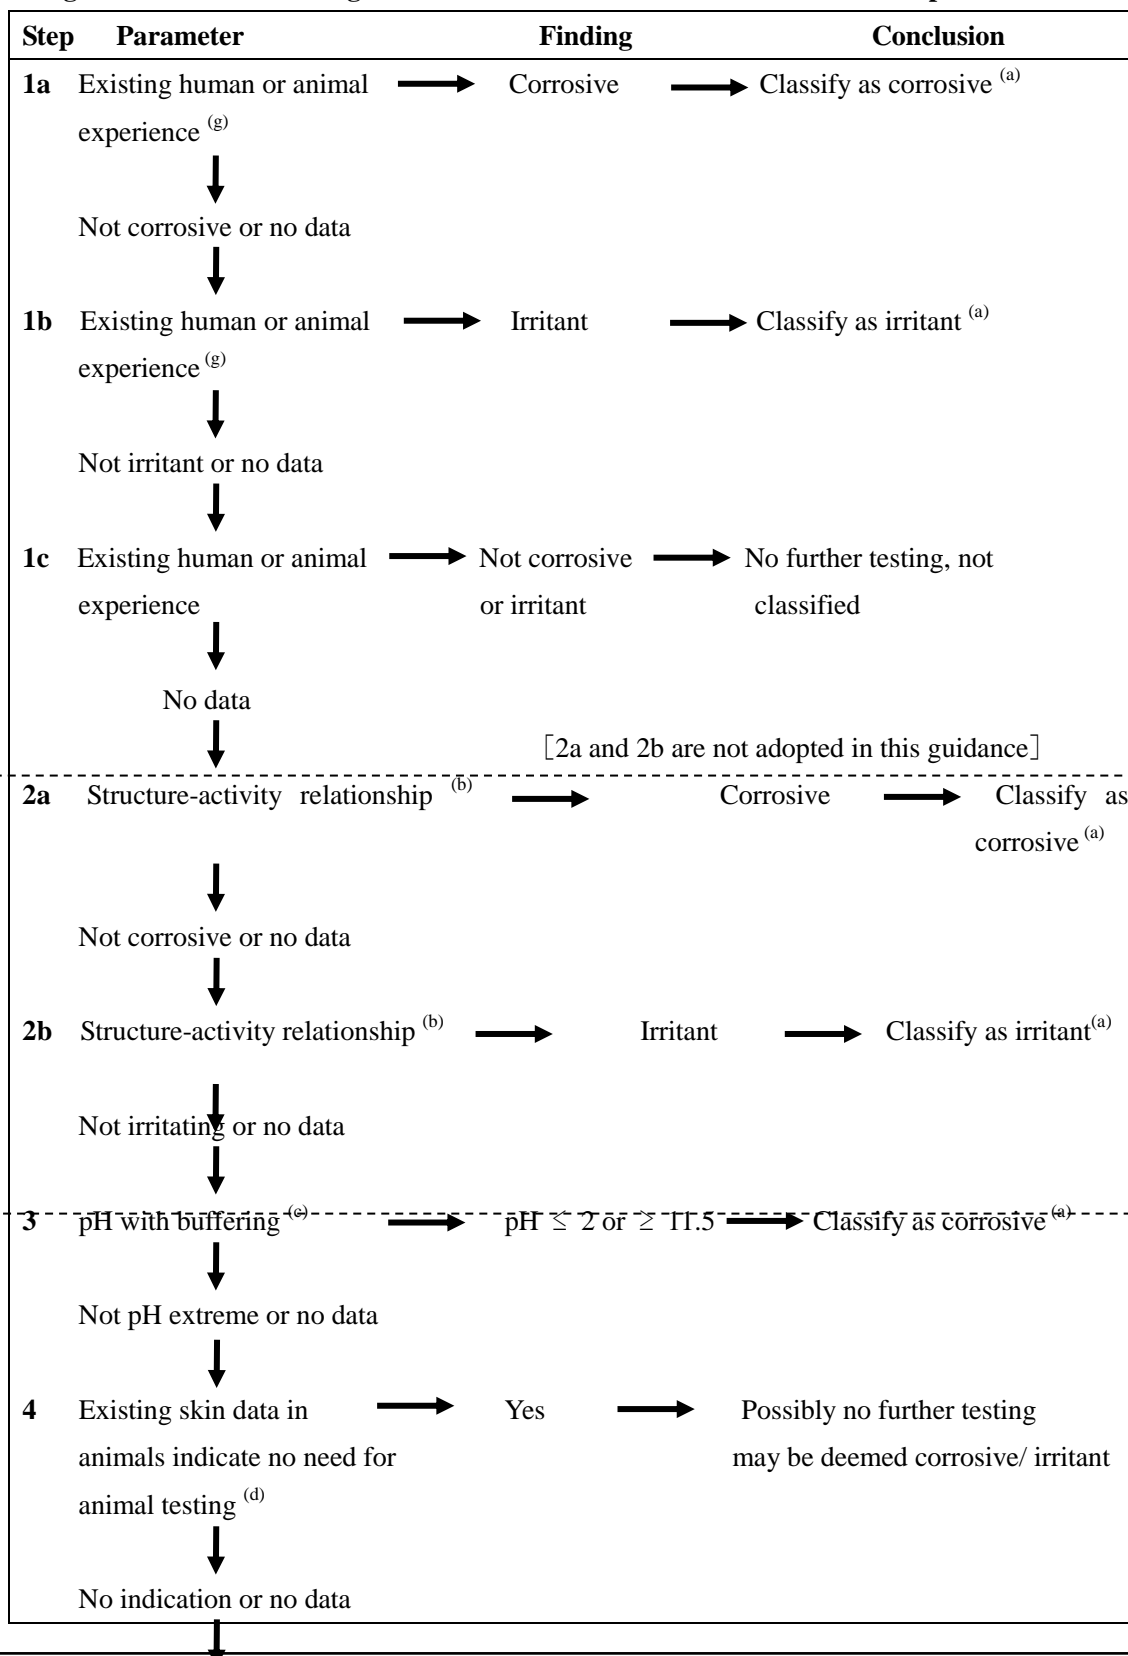 Step Parameter Finding Conclusion
1a Existing human or animal Corrosive Classify as corrosive (a)
experience (g)
Not corrosive or no data
1b Existing human or animal Irritant Classify as irritant (a)
experience (g)
Not irritant or no data
1c Existing human or animal Not corrosive No further testing, not
experience or irritant classified
No data
[2a and 2b are not adopted in this guidance]
2a Structure-activity relationship (b) Corrosive Classify as
corrosive (a)
Not corrosive or no data
2b Structure-activity relationship (b) Irritant Classify as irritant(a)
Not irritating or no data
3 pH with buffering (c) pH ≤ 2 or ≥ 11.5 Classify as corrosive (a)
Not pH extreme or no data
4 Existing skin data in Yes Possibly no further testing
animals indicate no need for may be deemed corrosive/ irritant
animal testing (d)
No indication or no data